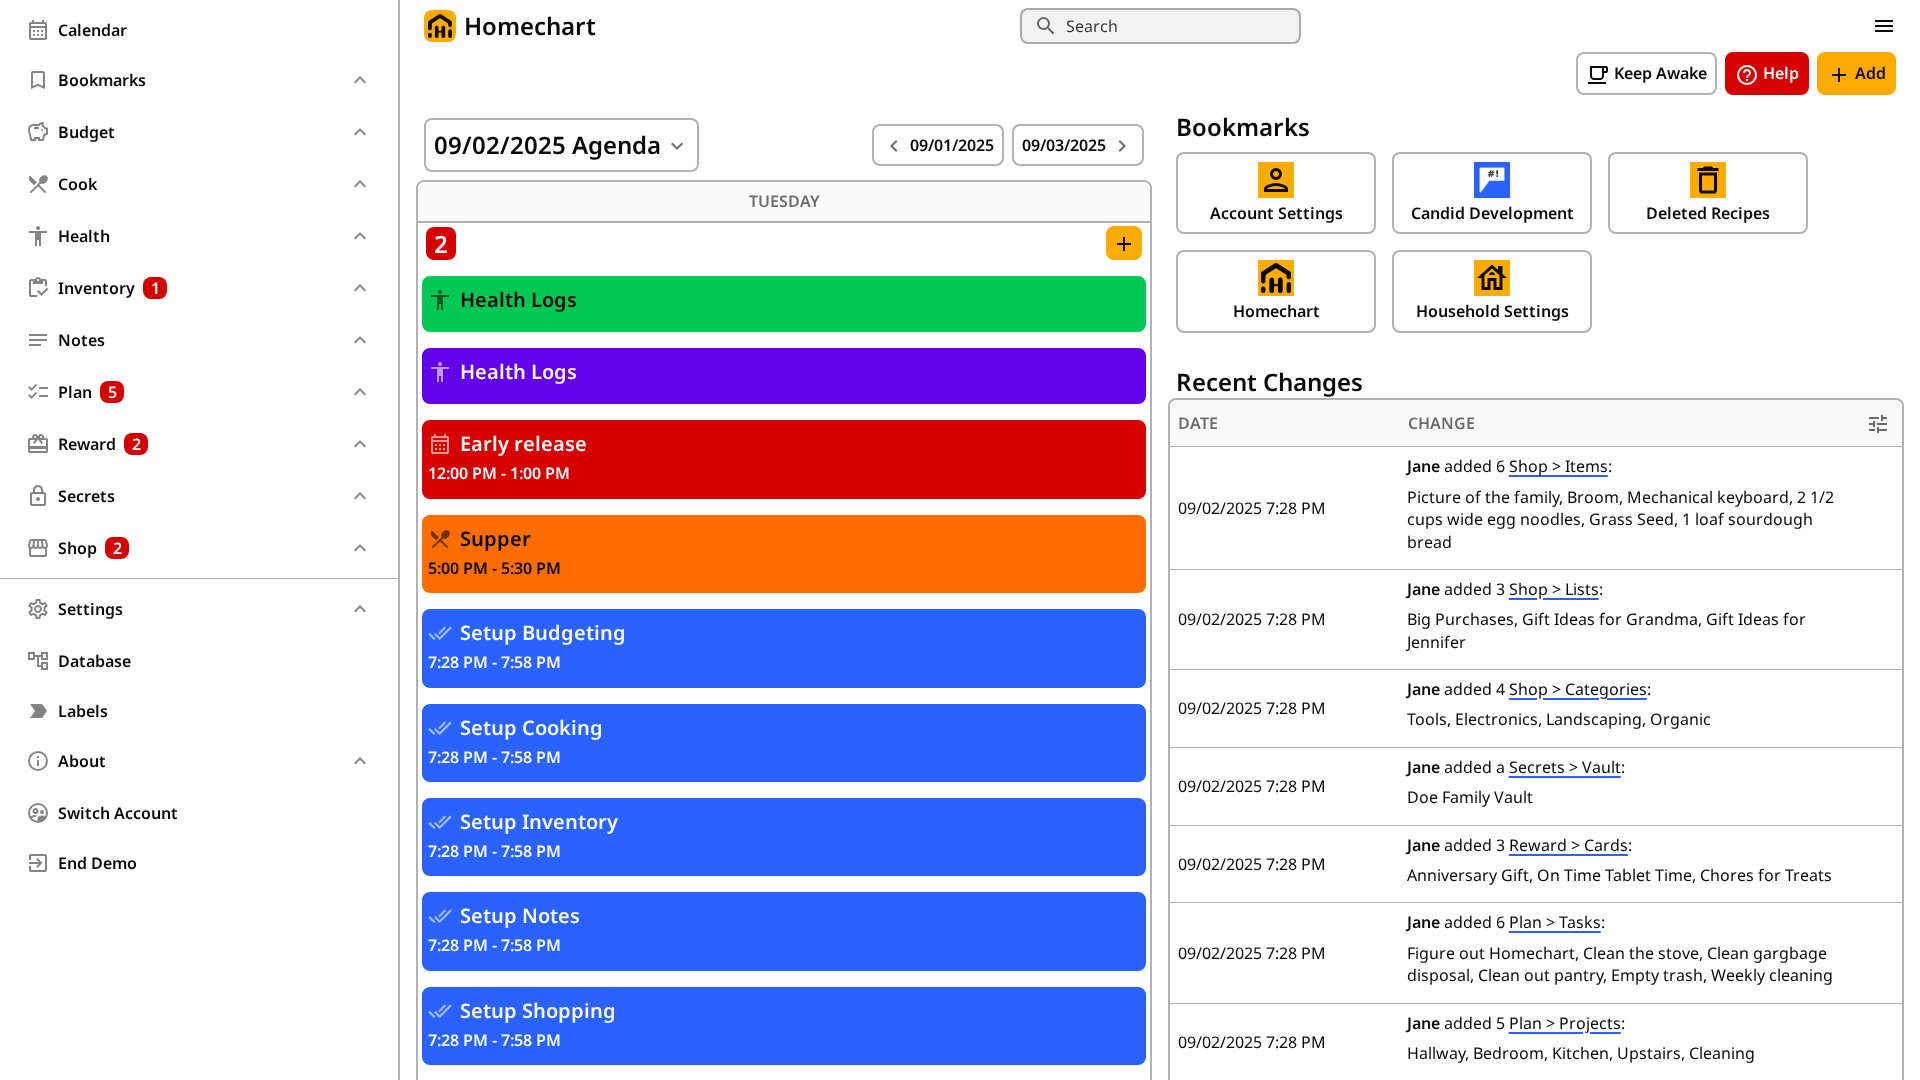 Calendar
Bookmarks
Budget
Cook
Health
Inventory 1
Notes
Plan 5
Reward 2
Secrets
Shop 2
Settings
Database
Labels
About
Switch Account
End Demo
Homechart
Search
Keep Awake
Help
Add
09/02/2025 Agenda
09/01/2025
09/03/2025
TUESDAY
2
Health Logs
Health Logs
Early release
12:00 PM - 1:00 PM
Supper
5:00 PM - 5:30 PM
Setup Budgeting
7:28 PM - 7:58 PM
Setup Cooking
7:28 PM - 7:58 PM
Setup Inventory
7:28 PM - 7:58 PM
Setup Notes
7:28 PM - 7:58 PM
Setup Shopping
7:28 PM - 7:58 PM
Bookmarks
Account Settings
#!
Candid Development
Deleted Recipes
Homechart
Household Settings
Recent Changes
DATE
CHANGE
09/02/2025 7:28 PM
Jane added 6 Shop > Items:
Picture of the family, Broom, Mechanical keyboard, 2 1/2
cups wide egg noodles, Grass Seed, 1 loaf sourdough
bread
09/02/2025 7:28 PM
Jane added 3 Shop > Lists:
Big Purchases, Gift Ideas for Grandma, Gift Ideas for
Jennifer
09/02/2025 7:28 PM
Jane added 4 Shop > Categories:
Tools, Electronics, Landscaping, Organic
09/02/2025 7:28 PM
Jane added a Secrets > Vault:
Doe Family Vault
09/02/2025 7:28 PM
Jane added 3 Reward > Cards:
Anniversary Gift, On Time Tablet Time, Chores for Treats
09/02/2025 7:28 PM
Jane added 6 Plan > Tasks:
Figure out Homechart, Clean the stove, Clean gargbage
disposal, Clean out pantry, Empty trash, Weekly cleaning
09/02/2025 7:28 PM
Jane added 5 Plan > Projects:
Hallway, Bedroom, Kitchen, Upstairs, Cleaning